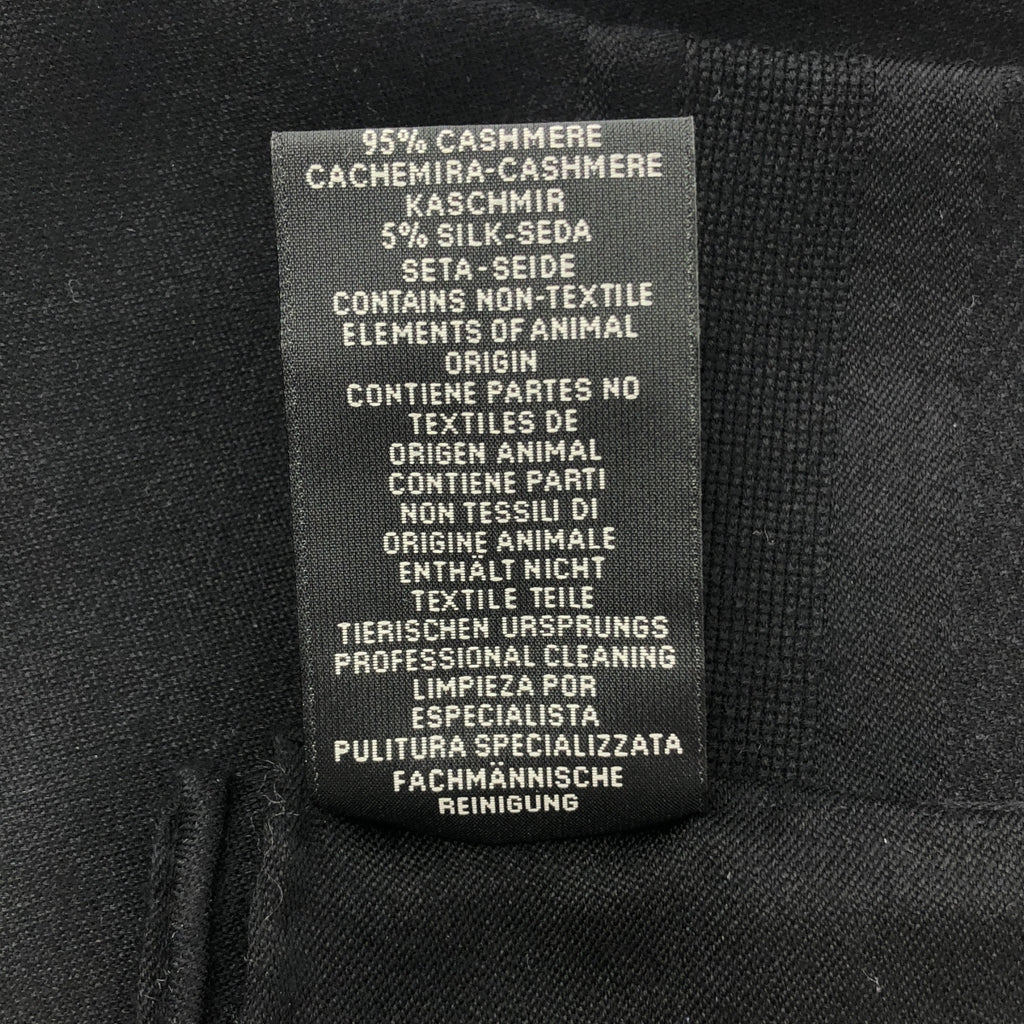 95% CASHMERE
CACHEMIRA-CASHMERE
KASCHMIR
5% SILK-SEDA
SETA-SEIDE
CONTAINS NON-TEXTILE
ELEMENTS OF ANIMAL
ORIGIN
CONTIENE PARTES NO
TEXTILES DE
ORIGEN ANIMAL
CONTIENE PARTI
NON TESSILI DI
ORIGINE ANIMALE
ENTHÄLT NICHT
TEXTILE TEILE
TIERISCHEN URSPRUNGS
PROFESSIONAL CLEANING
LIMPIEZA POR
ESPECIALISTA
PULITURA SPECIALIZZATA
FACHMÄNNISCHE
REINIGUNG